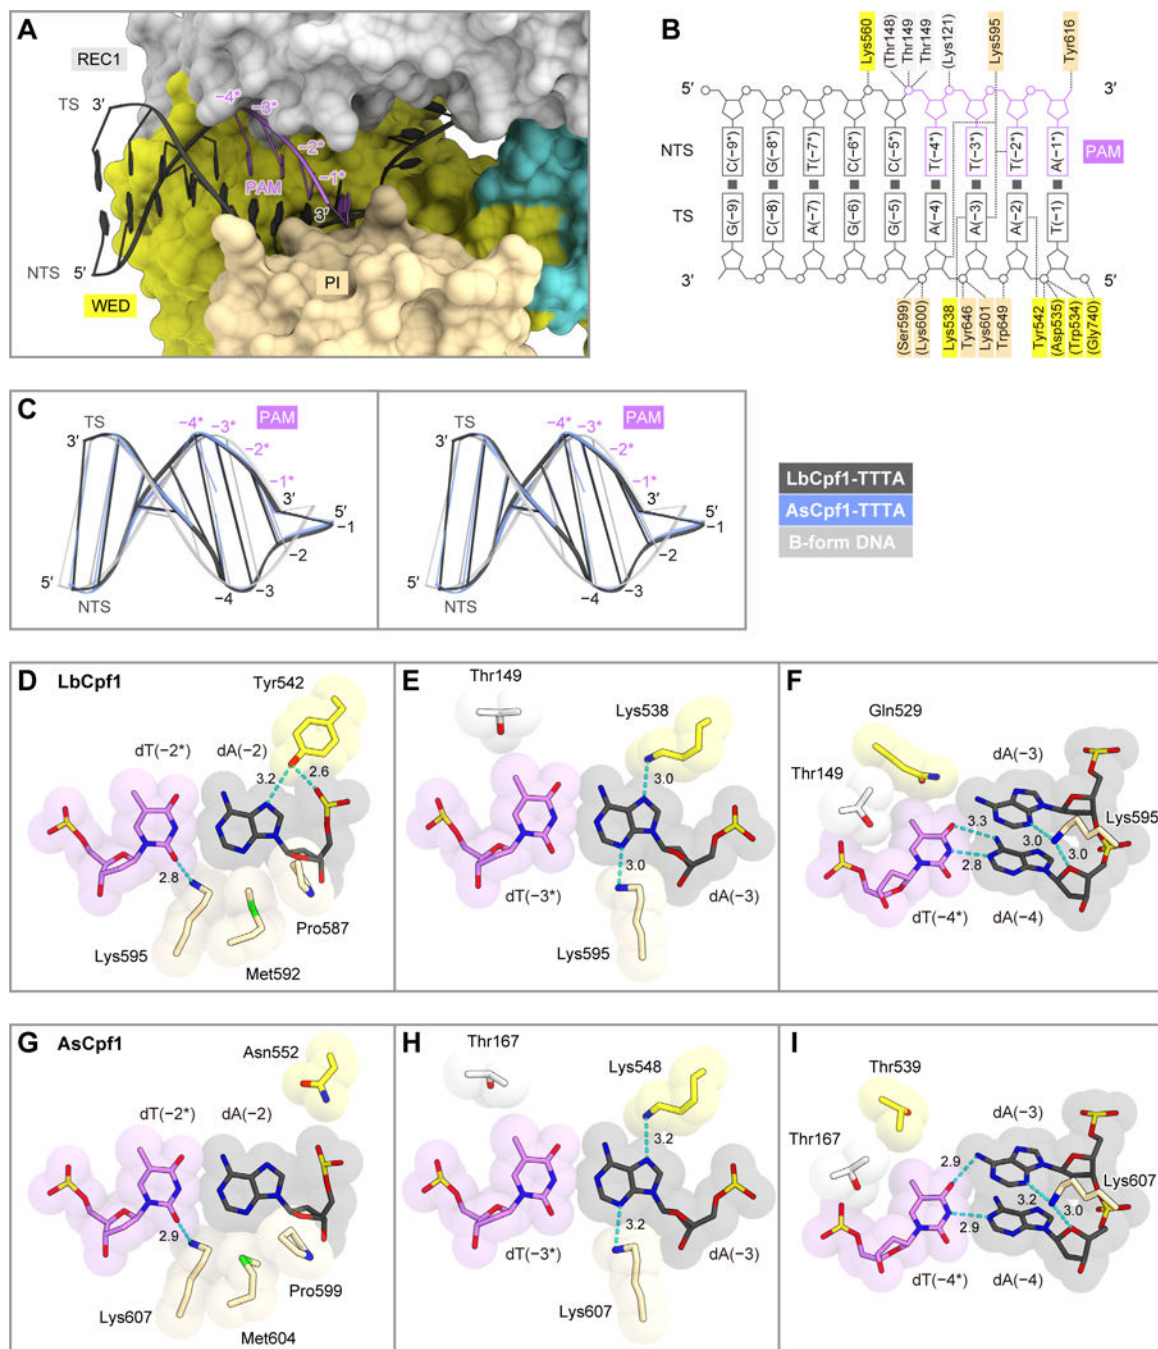 A
REC1
TS 3′
−4*
−3*
−2*
PAM
−1*
3′
NTS
5′
WED
PI
B
Lys560
(Thr148)
Thr149
Thr149
(Lys121)
Lys595
Tyr616
5′
3′
NTS
C(−9*)
G(−8*)
T(−7*)
C(−6*)
C(−5*)
T(−4*)
T(−3*)
T(−2*)
A(−1*)
PAM
TS
G(−9)
C(−8)
A(−7)
G(−6)
G(−5)
A(−4)
A(−3)
A(−2)
T(−1)
3′
5′
(Ser599)
(Lys600)
Lys538
Tyr646
Lys601
Trp649
Tyr542
(Asp535)
(Trp534)
(Gly740)
C
TS
3′
−4*
−3*
PAM
−2*
−1*
3′
5′
−1
−2
−3
−4
5′
NTS
TS
3′
−4*
−3*
PAM
−2*
−1*
3′
5′
−1
−2
−3
−4
5′
NTS
LbCpf1-TTTA
AsCpf1-TTTA
B-form DNA
D LbCpf1
Tyr542
dT(−2*)
dA(−2)
3.2
2.6
2.8
Pro587
Lys595
Met592
E
Thr149
Lys538
3.0
3.0
dT(−3*)
dA(−3)
Lys595
F
Gln529
dA(−3)
Thr149
Lys595
3.3
3.0
3.0
2.8
dT(−4*)
dA(−4)
G AsCpf1
Asn552
dT(−2*)
dA(−2)
2.9
Pro599
Lys607
Met604
H
Thr167
Lys548
3.2
3.2
dT(−3*)
dA(−3)
Lys607
I
Thr539
dA(−3)
Thr167
2.9
Lys607
3.2
3.0
2.9
dT(−4*)
dA(−4)